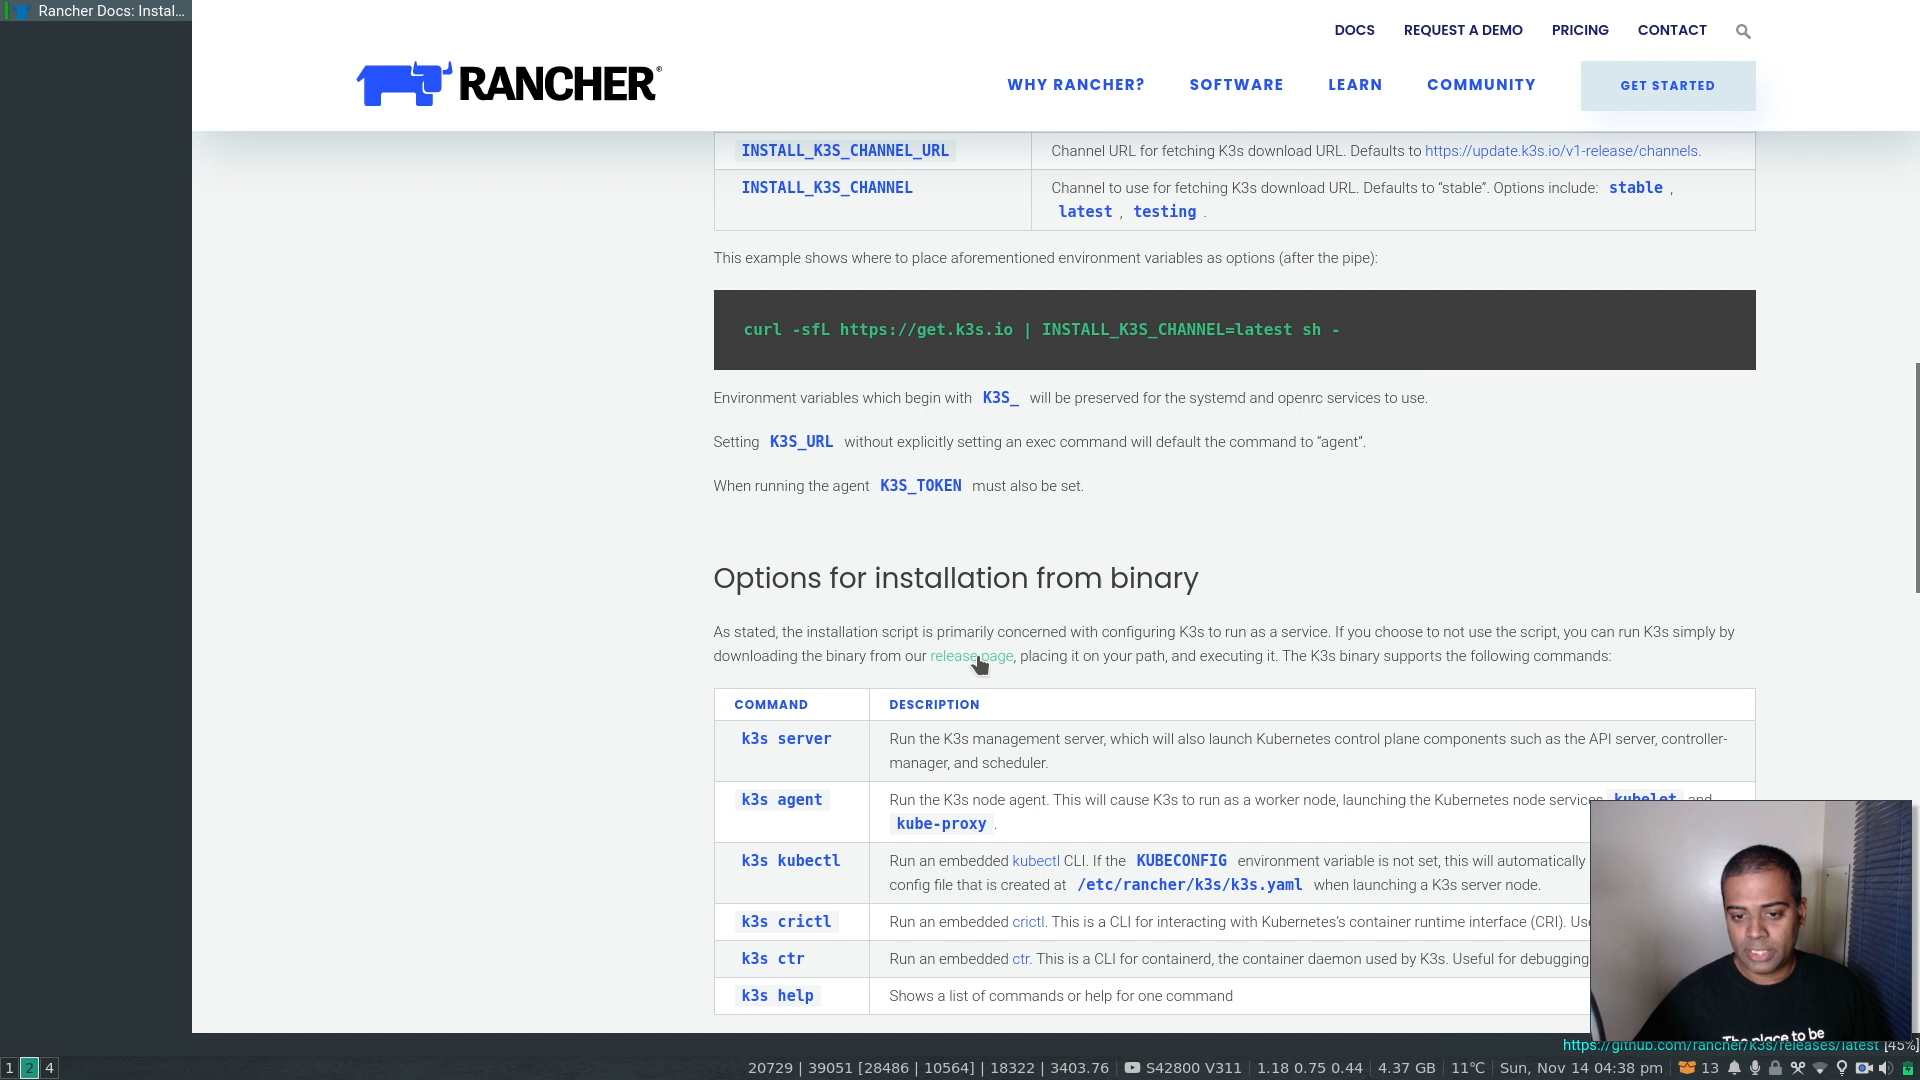 Rancher Docs: Instal...
DOCS REQUEST A DEMO PRICING CONTACT
RANCHER®
WHY RANCHER? SOFTWARE LEARN COMMUNITY GET STARTED
INSTALL_K3S_CHANNEL_URL Channel URL for fetching K3s download URL. Defaults to https://update.k3s.io/v1-release/channels.
INSTALL_K3S_CHANNEL Channel to use for fetching K3s download URL. Defaults to “stable”. Options include: stable ,
latest , testing .
This example shows where to place aforementioned environment variables as options (after the pipe):
curl -sfL https://get.k3s.io | INSTALL_K3S_CHANNEL=latest sh -
Environment variables which begin with K3S_ will be preserved for the systemd and openrc services to use.
Setting K3S_URL without explicitly setting an exec command will default the command to “agent”.
When running the agent K3S_TOKEN must also be set.
Options for installation from binary
As stated, the installation script is primarily concerned with configuring K3s to run as a service. If you choose to not use the script, you can run K3s simply by
downloading the binary from our release page, placing it on your path, and executing it. The K3s binary supports the following commands:
COMMAND DESCRIPTION
k3s server Run the K3s management server, which will also launch Kubernetes control plane components such as the API server, controller-
manager, and scheduler.
k3s agent Run the K3s node agent. This will cause K3s to run as a worker node, launching the Kubernetes node services kubelet and
kube-proxy .
k3s kubectl Run an embedded kubectl CLI. If the KUBECONFIG environment variable is not set, this will automatically
config file that is created at /etc/rancher/k3s/k3s.yaml when launching a K3s server node.
k3s crictl Run an embedded crictl. This is a CLI for interacting with Kubernetes’s container runtime interface (CRI).
k3s ctr Run an embedded ctr. This is a CLI for containerd, the container daemon used by K3s. Useful for debugging
k3s help Shows a list of commands or help for one command
The place to be
https://github.com/rancher/k3s/releases/latest [45%]
1 2 4 20729 | 39051 [28486 | 10564] | 18322 | 3403.76 S42800 V311 1.18 0.75 0.44 4.37 GB 11℃ Sun, Nov 14 04:38 pm 13